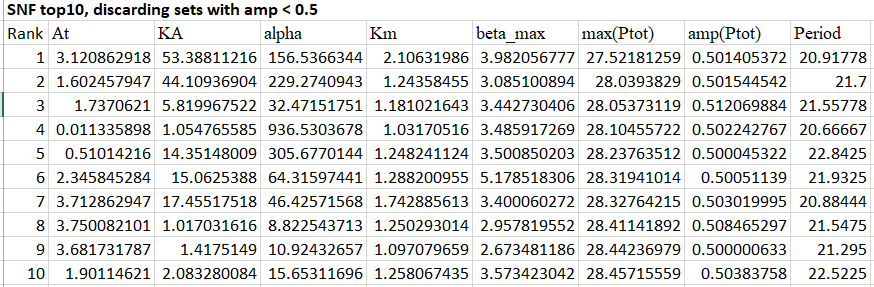 SNF top10, discarding sets with amp < 0.5
Rank At KA alpha Km beta_max max(Ptot) amp(Ptot) Period
1 3.120862918 53.38811216 156.5366344 2.10631986 3.982056777 27.52181259 0.501405372 20.91778
2 1.602457947 44.10936904 229.2740943 1.24358455 3.085100894 28.0393829 0.501544542 21.7
3 1.7370621 5.819967522 32.47151751 1.181021643 3.442730406 28.05373119 0.512069884 21.55778
4 0.011335898 1.054765585 936.5303678 1.03170516 3.485917269 28.10455722 0.502242767 20.66667
5 0.51014216 14.35148009 305.6770144 1.248241124 3.500850203 28.23763512 0.500045322 22.8425
6 2.345845284 15.0625388 64.31597441 1.288200955 5.178518306 28.31941014 0.50051139 21.9325
7 3.712862947 17.45517518 46.42571568 1.742885613 3.400060272 28.32764215 0.503019995 20.88444
8 3.750082101 1.017031616 8.822543713 1.250293014 2.957819552 28.41141892 0.508465297 21.5475
9 3.681731787 1.4175149 10.92432657 1.097079659 2.673481186 28.44236979 0.500000633 21.295
10 1.90114621 2.083280084 15.65311696 1.258067435 3.573423042 28.45715559 0.50383758 22.5225